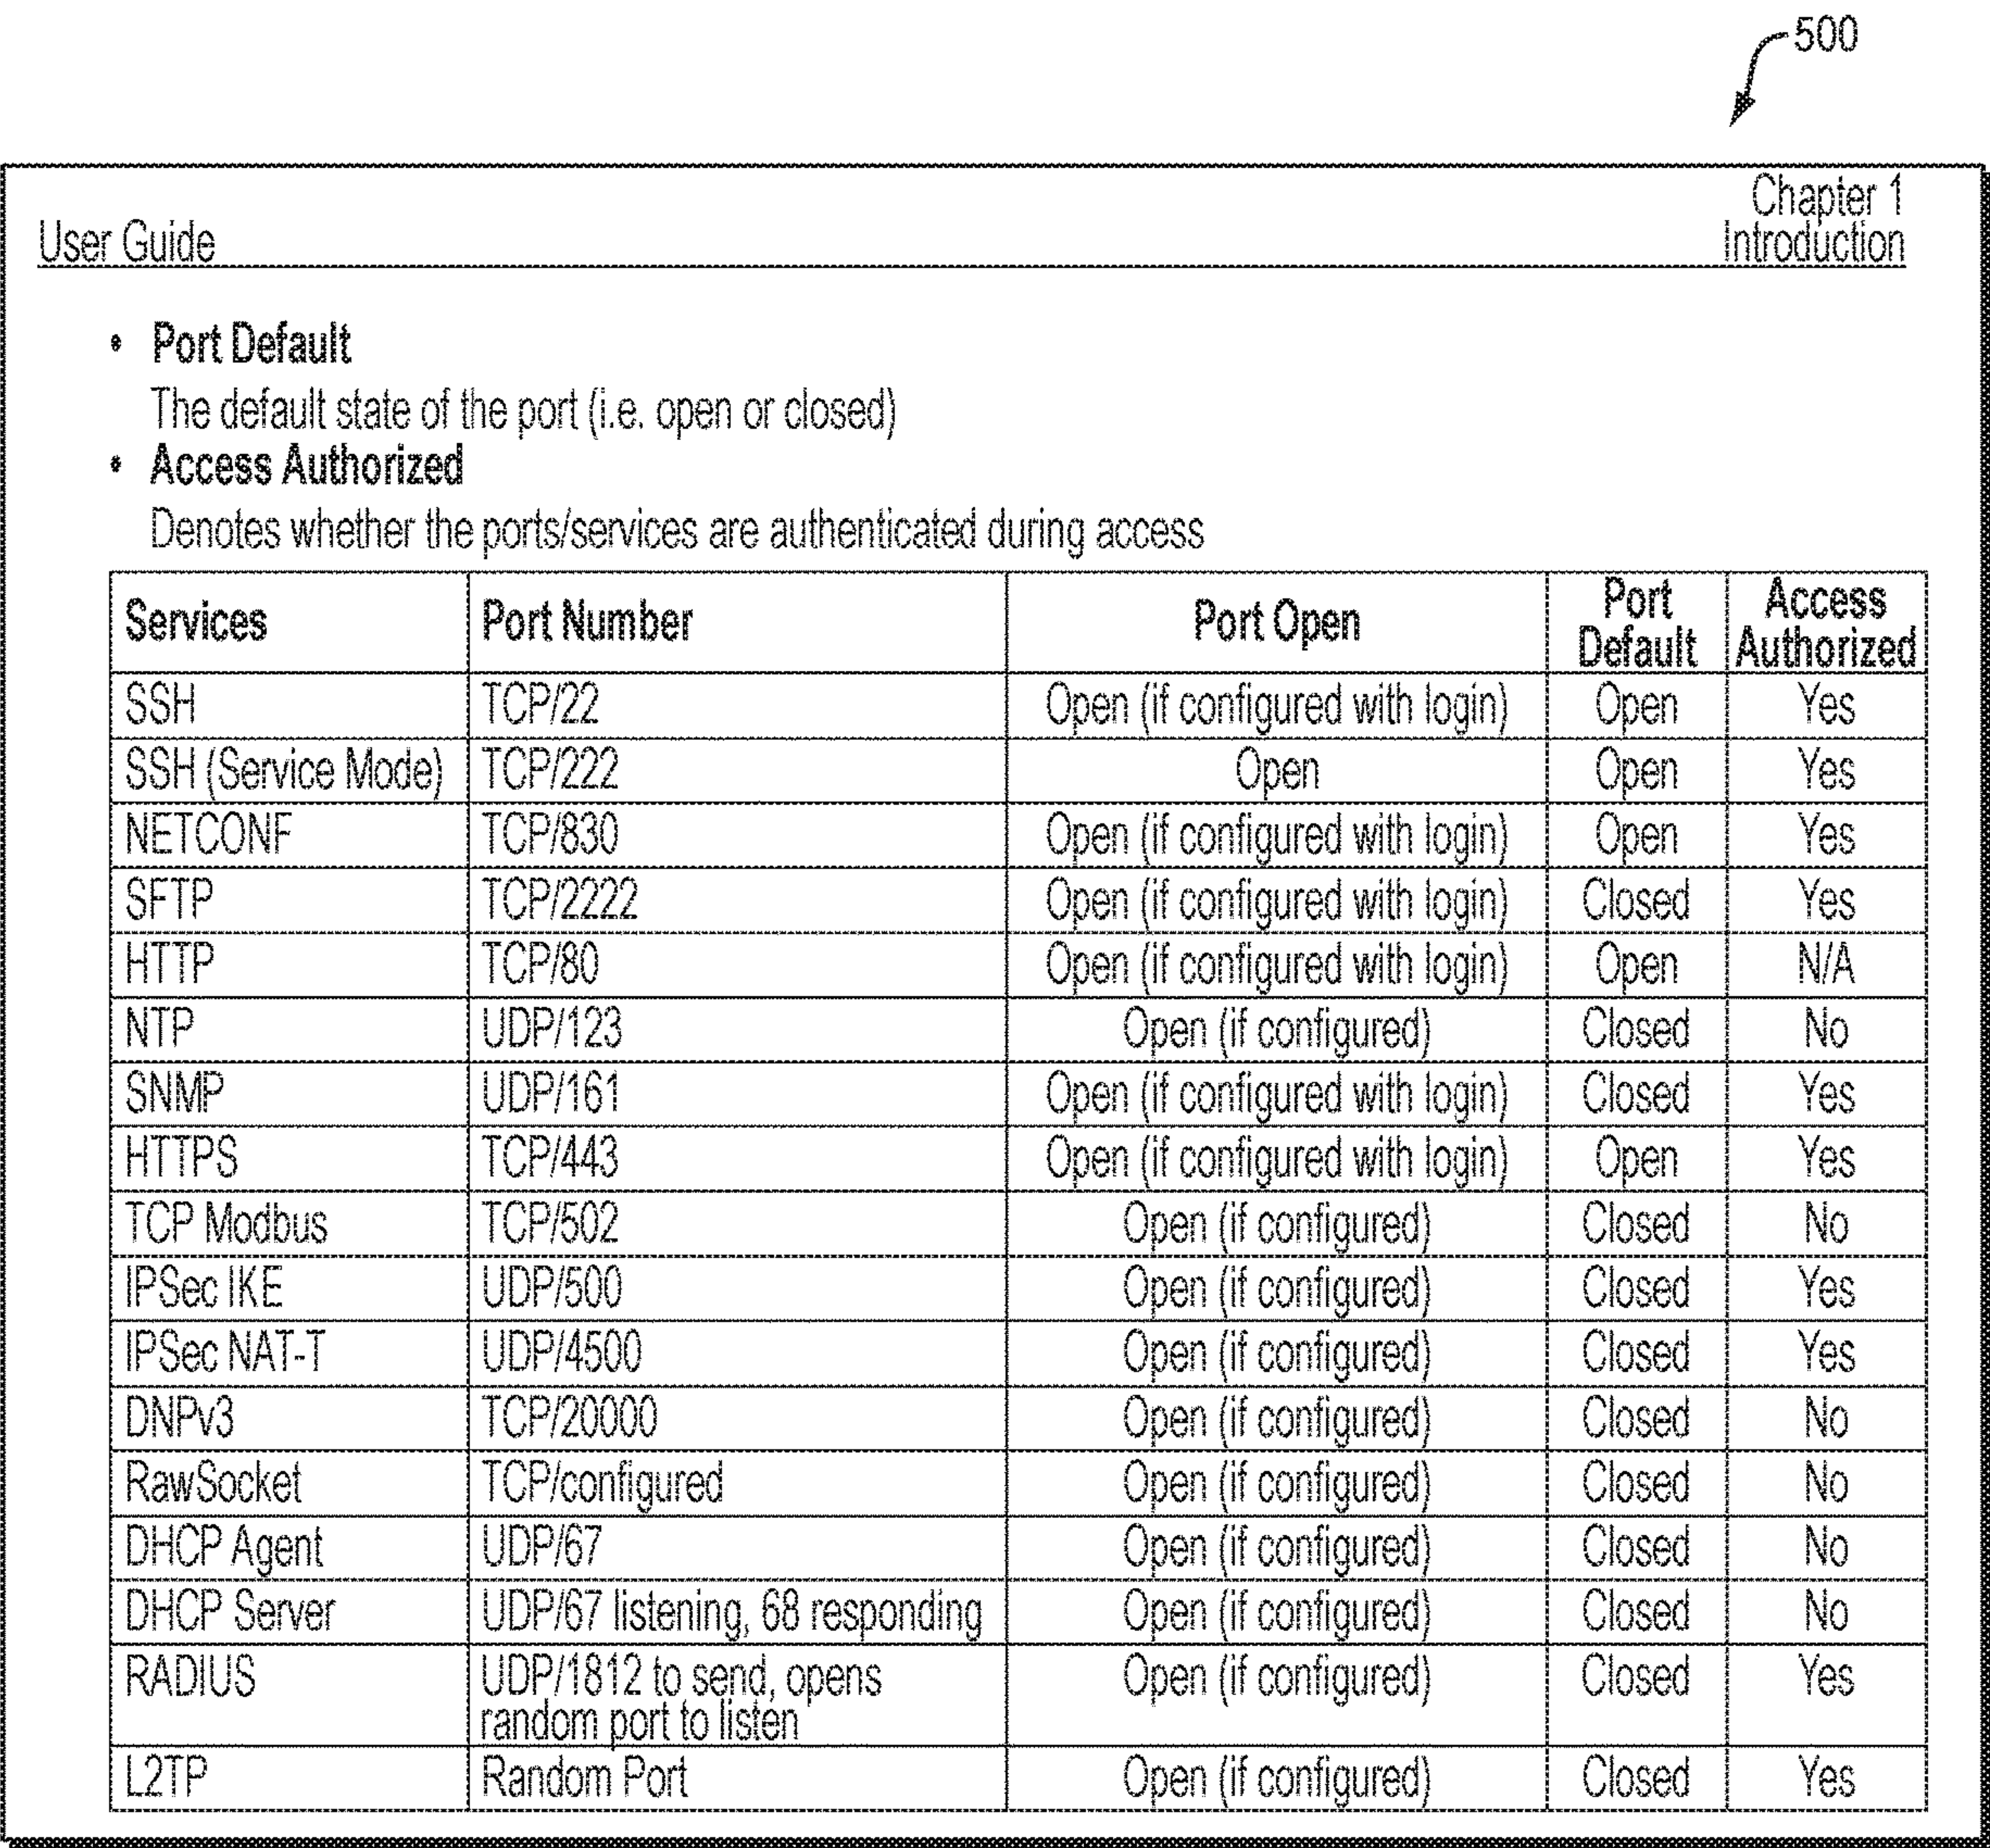 500
Chapter 1
User Guide Introduction
• Port Default
The default state of the port (i.e. open or closed)
• Access Authorized
Denotes whether the ports/services are authenticated during access
Services Port Number Port Open Port Default Access Authorized
SSH TCP/22 Open (if configured with login) Open Yes
SSH (Service Mode) TCP/222 Open Open Yes
NETCONF TCP/830 Open (if configured with login) Open Yes
SFTP TCP/2222 Open (if configured with login) Closed Yes
HTTP TCP/80 Open (if configured with login) Open N/A
NTP UDP/123 Open (if configured) Closed No
SNMP UDP/161 Open (if configured with login) Closed Yes
HTTPS TCP/443 Open (if configured with login) Open Yes
TCP Modbus TCP/502 Open (if configured) Closed No
IPSec IKE UDP/500 Open (if configured) Closed Yes
IPSec NAT-T UDP/4500 Open (if configured) Closed Yes
DNPv3 TCP/20000 Open (if configured) Closed No
RawSocket TCP/configured Open (if configured) Closed No
DHCP Agent UDP/67 Open (if configured) Closed No
DHCP Server UDP/67 listening, 68 responding Open (if configured) Closed No
RADIUS UDP/1812 to send, opens Open (if configured) Closed Yes
random port to listen
L2TP Random Port Open (if configured) Closed Yes